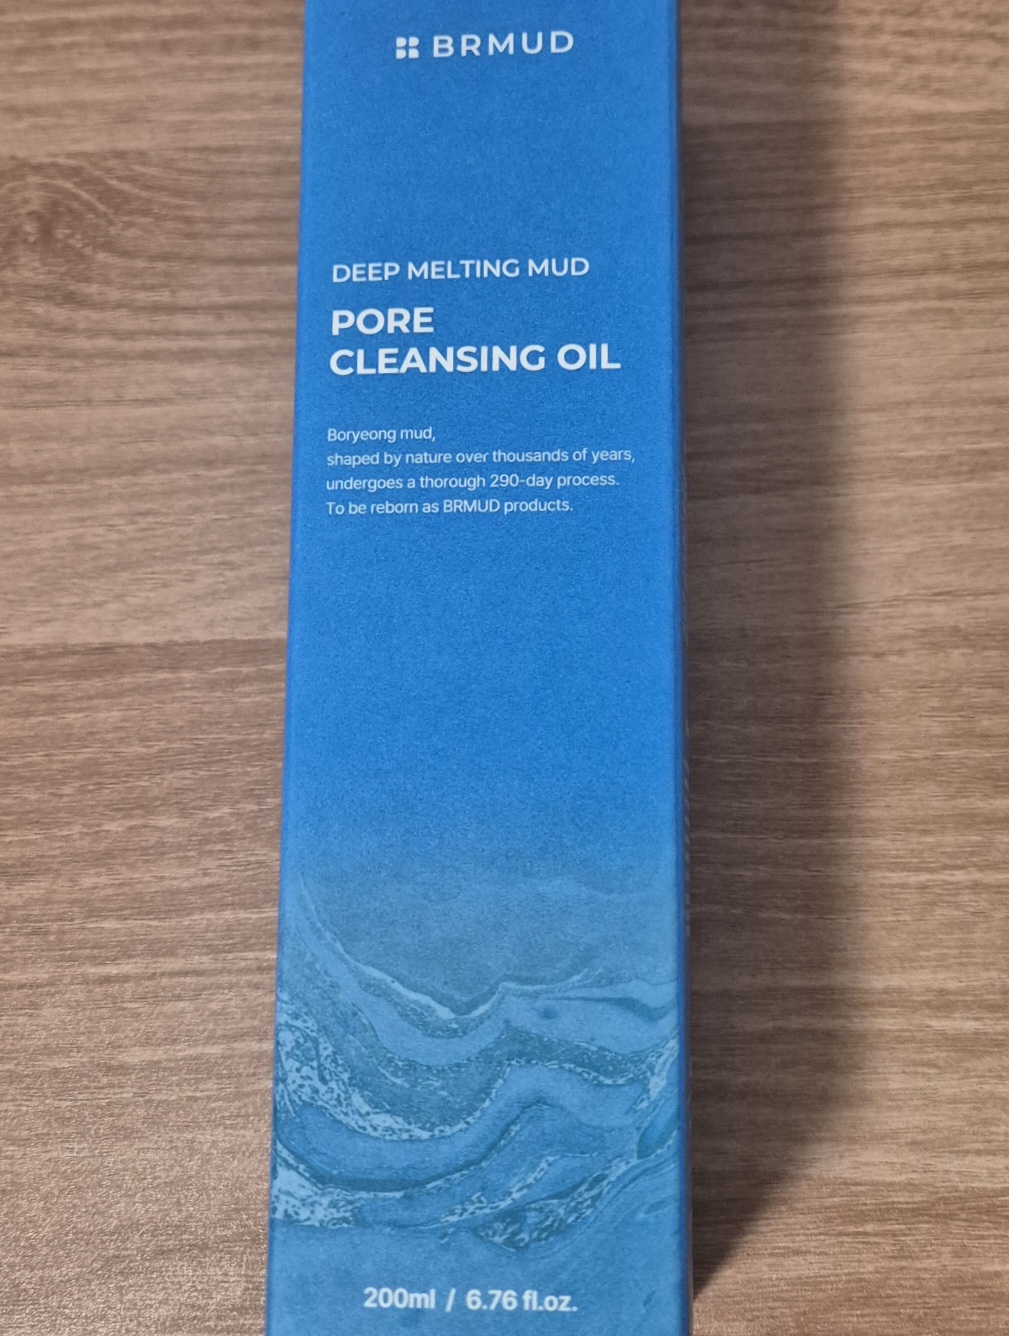 BRMUD
DEEP MELTING MUD
PORE
CLEANSING OIL
Boryeong mud,
shaped by nature over thousands of years,
undergoes a thorough 290-day process.
To be reborn as BRMUD products.
200ml / 6.76 fl.oz.